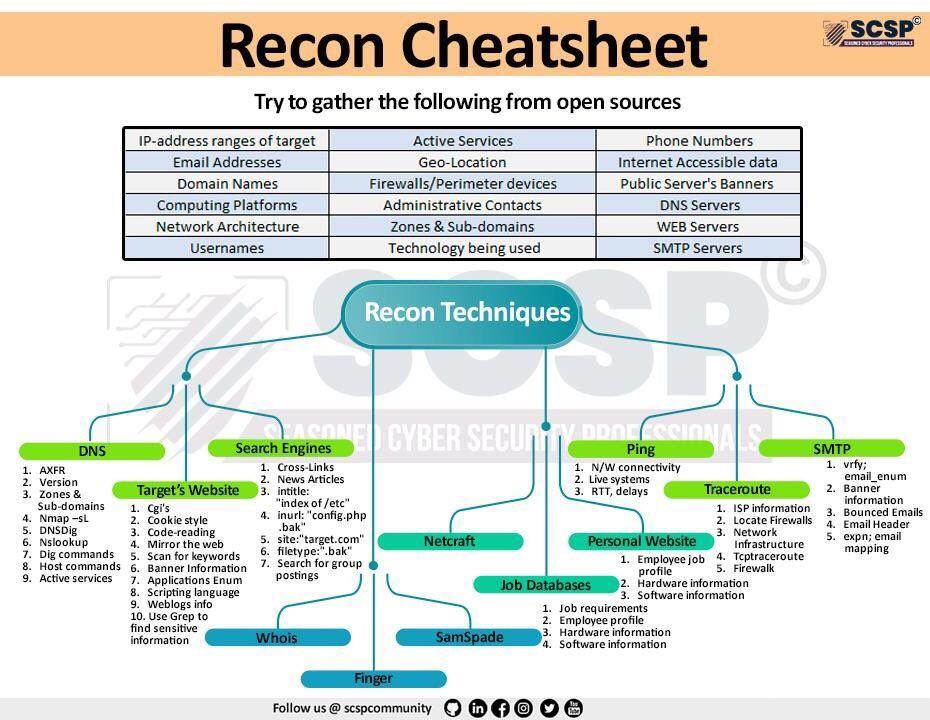 Recon Cheatsheet
SCSP©
SEASONED CYBER SECURITY PROFESSIONALS
Try to gather the following from open sources
IP-address ranges of target
Active Services
Phone Numbers
Email Addresses
Geo-Location
Internet Accessible data
Domain Names
Firewalls/Perimeter devices
Public Server's Banners
Computing Platforms
Administrative Contacts
DNS Servers
Network Architecture
Zones & Sub-domains
WEB Servers
Usernames
Technology being used
SMTP Servers
SCSP©
SEASONED CYBER SECURITY PROFESSIONALS
Recon Techniques
DNS
1. AXFR
2. Version
3. Zones &
Sub-domains
4. Nmap –sL
5. DNSDig
6. Nslookup
7. Dig commands
8. Host commands
9. Active services
Target's Website
1. Cgi's
2. Cookie style
3. Code-reading
4. Mirror the web
5. Scan for keywords
6. Banner Information
7. Applications Enum
8. Scripting language
9. Weblogs info
10. Use Grep to
find sensitive
information
Search Engines
1. Cross-Links
2. News Articles
3. intitle:
"index of /etc"
4. inurl: "config.php
.bak"
5. site:"target.com"
6. filetype:".bak"
7. Search for group
postings
Whois
Finger
SamSpade
Netcraft
Job Databases
1. Job requirements
2. Employee profile
3. Hardware information
4. Software information
Personal Website
1. Employee job
profile
2. Hardware information
3. Software information
Ping
1. N/W connectivity
2. Live systems
3. RTT, delays
Traceroute
1. ISP information
2. Locate Firewalls
3. Network
Infrastructure
4. Tcptraceroute
5. Firewalk
SMTP
1. vrfy;
email_enum
2. Banner
information
3. Bounced Emails
4. Email Header
5. expn; email
mapping
Follow us @ scspcommunity